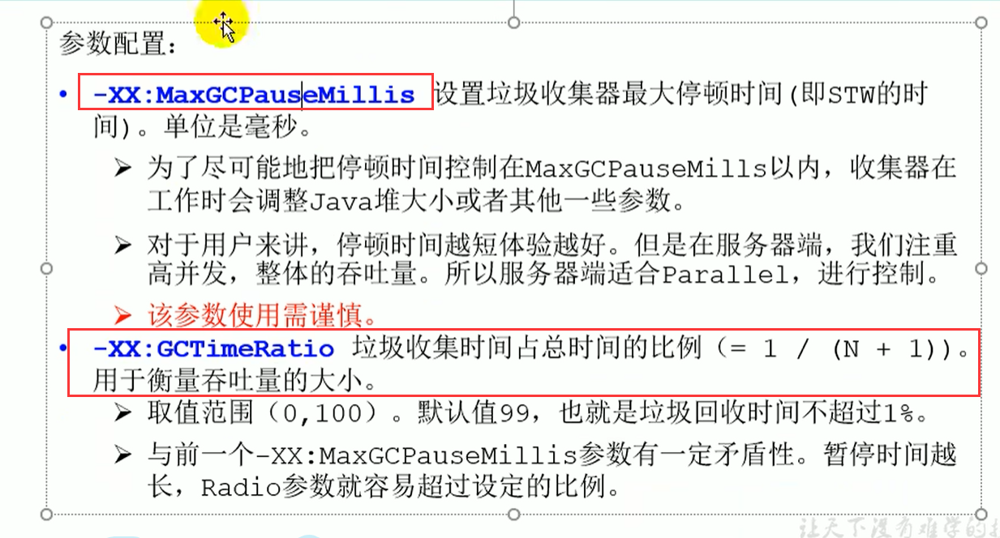 参数配置：
• -XX:MaxGCPauseMillis 设置垃圾收集器最大停顿时间(即STW的时
间)。单位是毫秒。
➢ 为了尽可能地把停顿时间控制在MaxGCPauseMills以内，收集器在
工作时会调整Java堆大小或者其他一些参数。
➢ 对于用户来讲，停顿时间越短体验越好。但是在服务器端，我们注重
高并发，整体的吞吐量。所以服务器端适合Parallel，进行控制。
➢ 该参数使用需谨慎。
• -XX:GCTimeRatio 垃圾收集时间占总时间的比例（= 1 / (N + 1)）。
用于衡量吞吐量的大小。
➢ 取值范围（0,100）。默认值99，也就是垃圾回收时间不超过1%。
➢ 与前一个-XX:MaxGCPauseMillis参数有一定矛盾性。暂停时间越
长，Radio参数就容易超过设定的比例。
让天下没有难学的